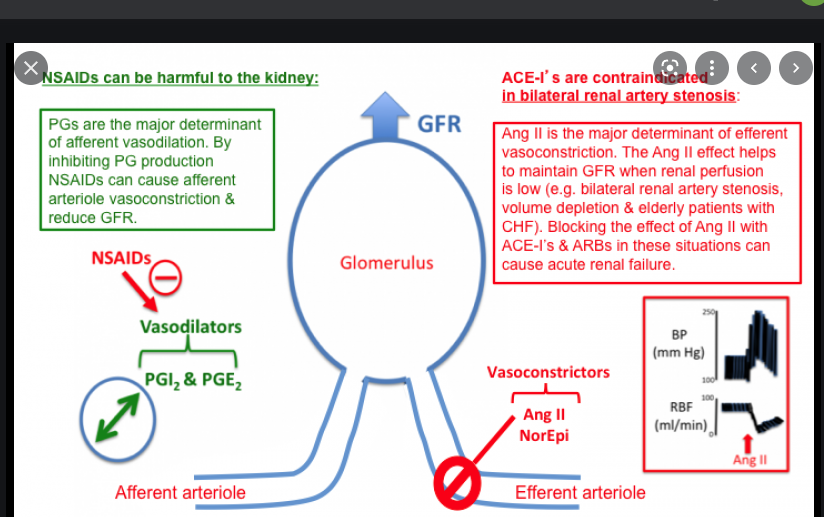 NSAIDs can be harmful to the kidney:
PGs are the major determinant
of afferent vasodilation. By
inhibiting PG production
NSAIDs can cause afferent
arteriole vasoconstriction &
reduce GFR.
NSAIDs
Vasodilators
PGI₂ & PGE₂
Afferent arteriole
GFR
Glomerulus
ACE-I's are contraindicated
in bilateral renal artery stenosis:
Ang II is the major determinant of efferent
vasoconstriction. The Ang II effect helps
to maintain GFR when renal perfusion
is low (e.g. bilateral renal artery stenosis,
volume depletion & elderly patients with
CHF). Blocking the effect of Ang II with
ACE-I's & ARBs in these situations can
cause acute renal failure.
Vasoconstrictors
Ang II
NorEpi
Efferent arteriole
250
BP
(mm Hg)
100
100
RBF
(ml/min)
0
Ang II